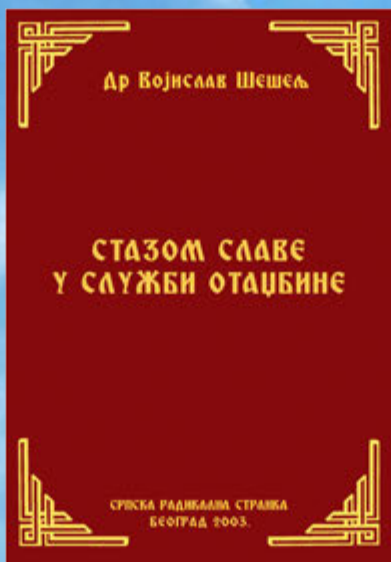 Др Војислав Шешељ
СТАЗОМ СЛАВЕ
У СЛУЖБИ ОТАЏБИНЕ
СРПСКА РАДИКАЛНА СТРАНКА
БЕОГРАД 2003.